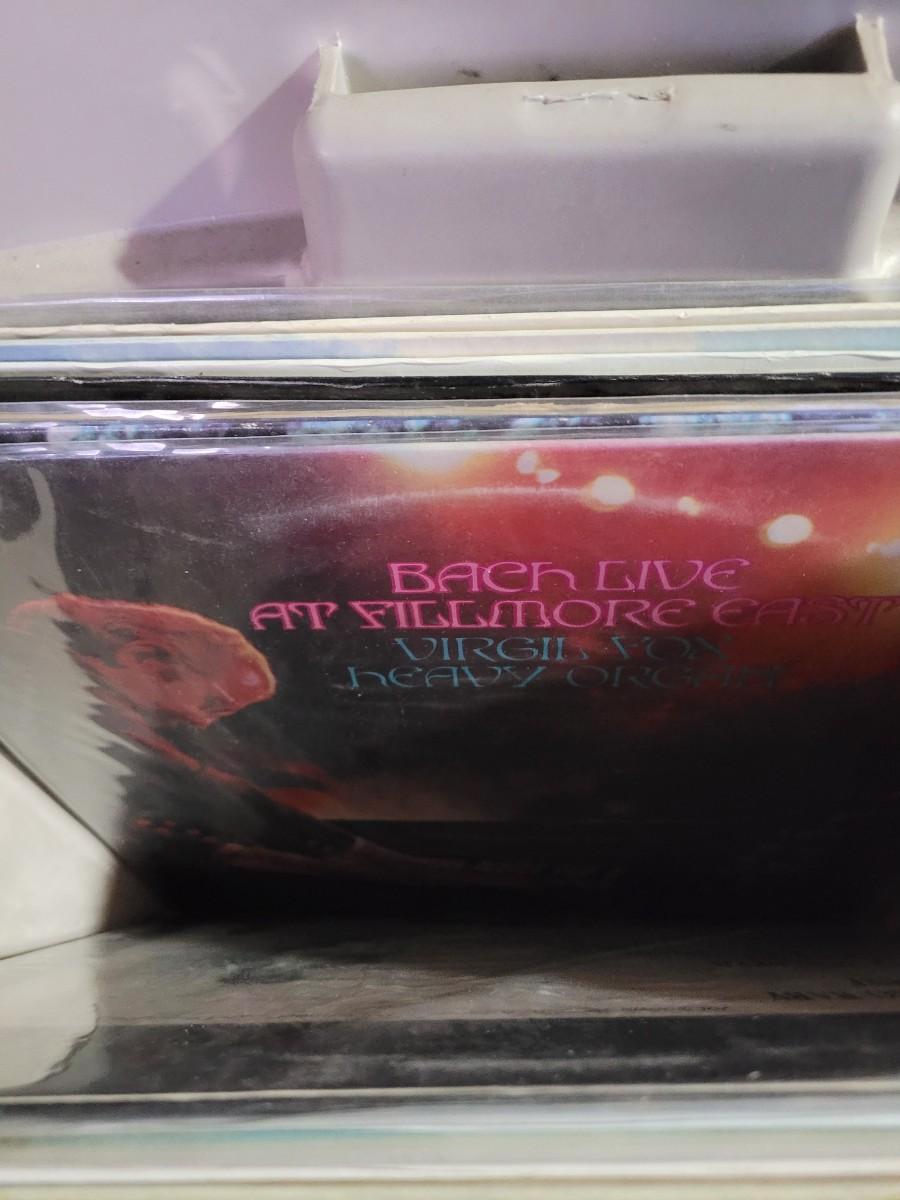 BACH LIVE
AT FILLMORE EAST
VIRGIL FOX
HEAVY ORGAN